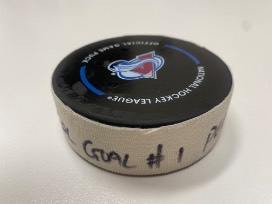 OFFICIAL GAME PUCK
NATIONAL HOCKEY LEAGUE
GOAL # 1